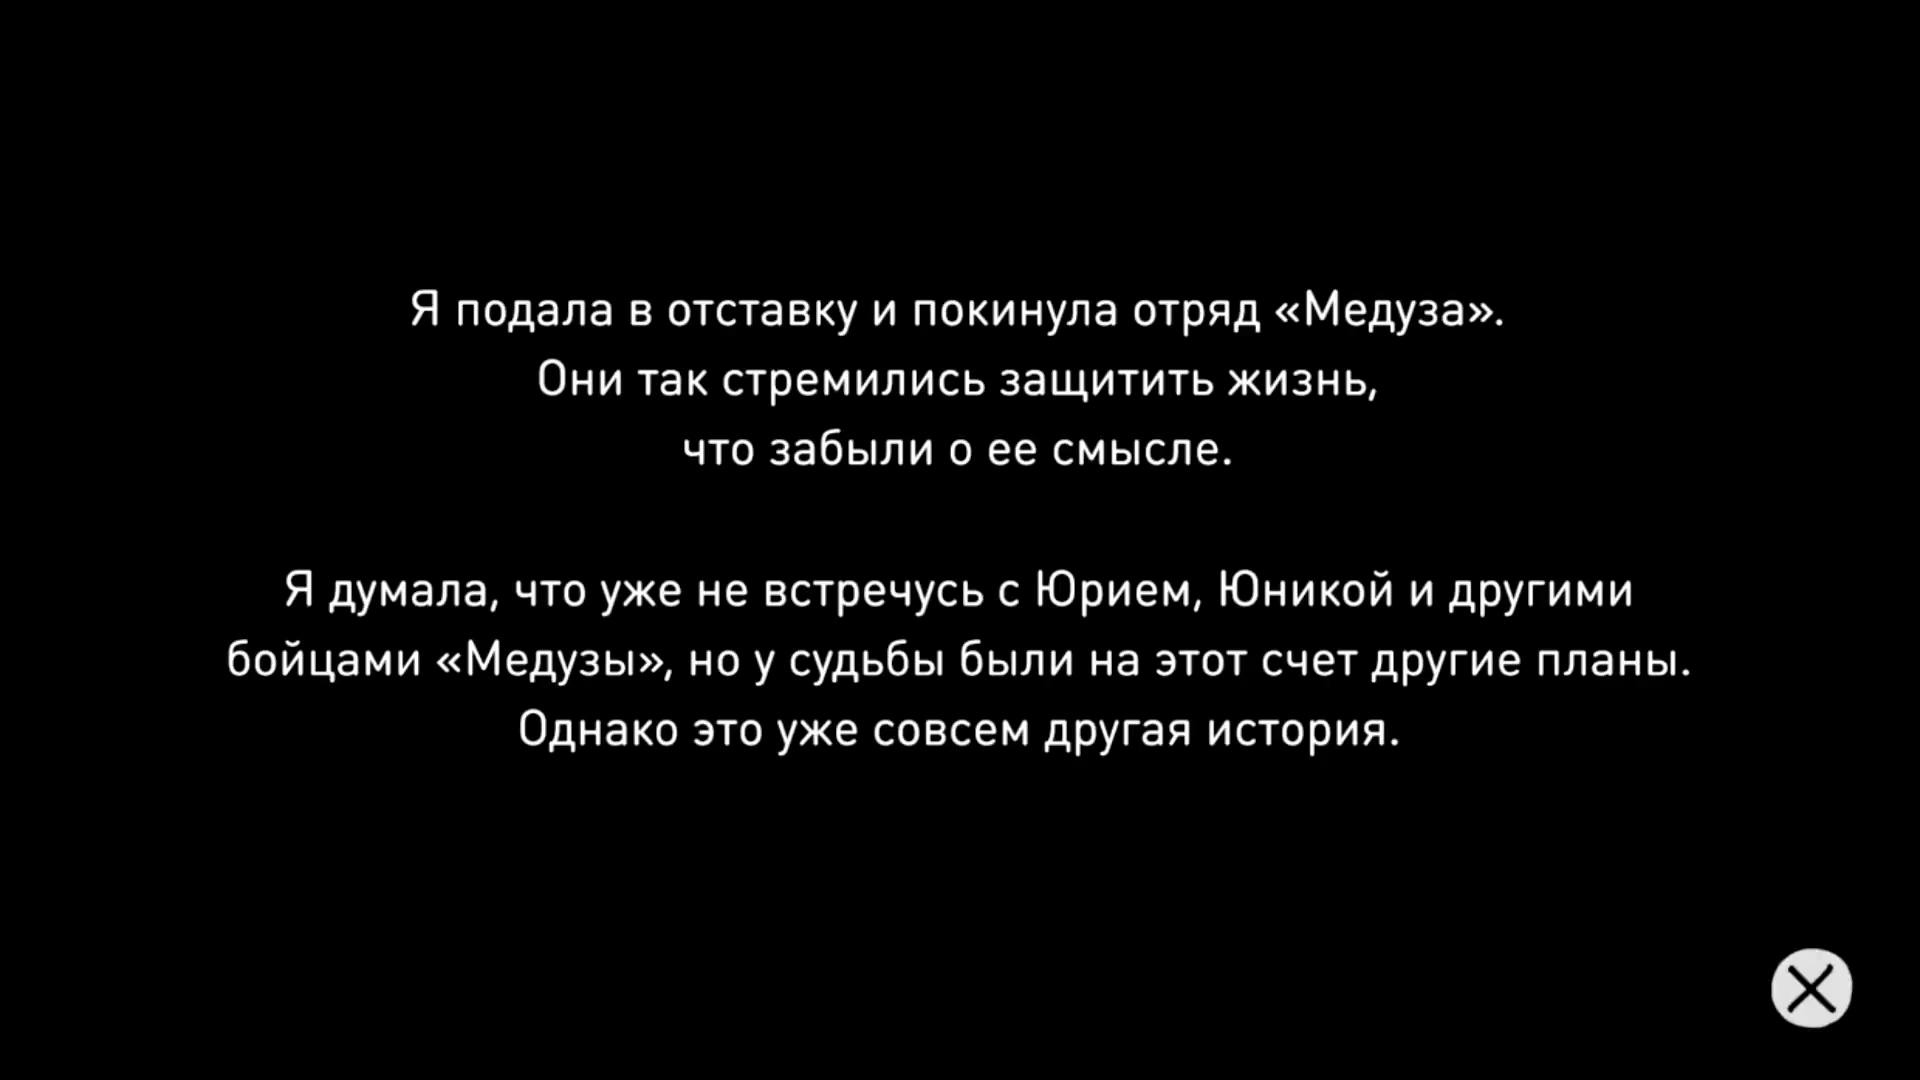 Я подала в отставку и покинула отряд «Медуза».
Они так стремились защитить жизнь,
что забыли о ее смысле.
Я думала, что уже не встречусь с Юрием, Юникой и другими
бойцами «Медузы», но у судьбы были на этот счет другие планы.
Однако это уже совсем другая история.